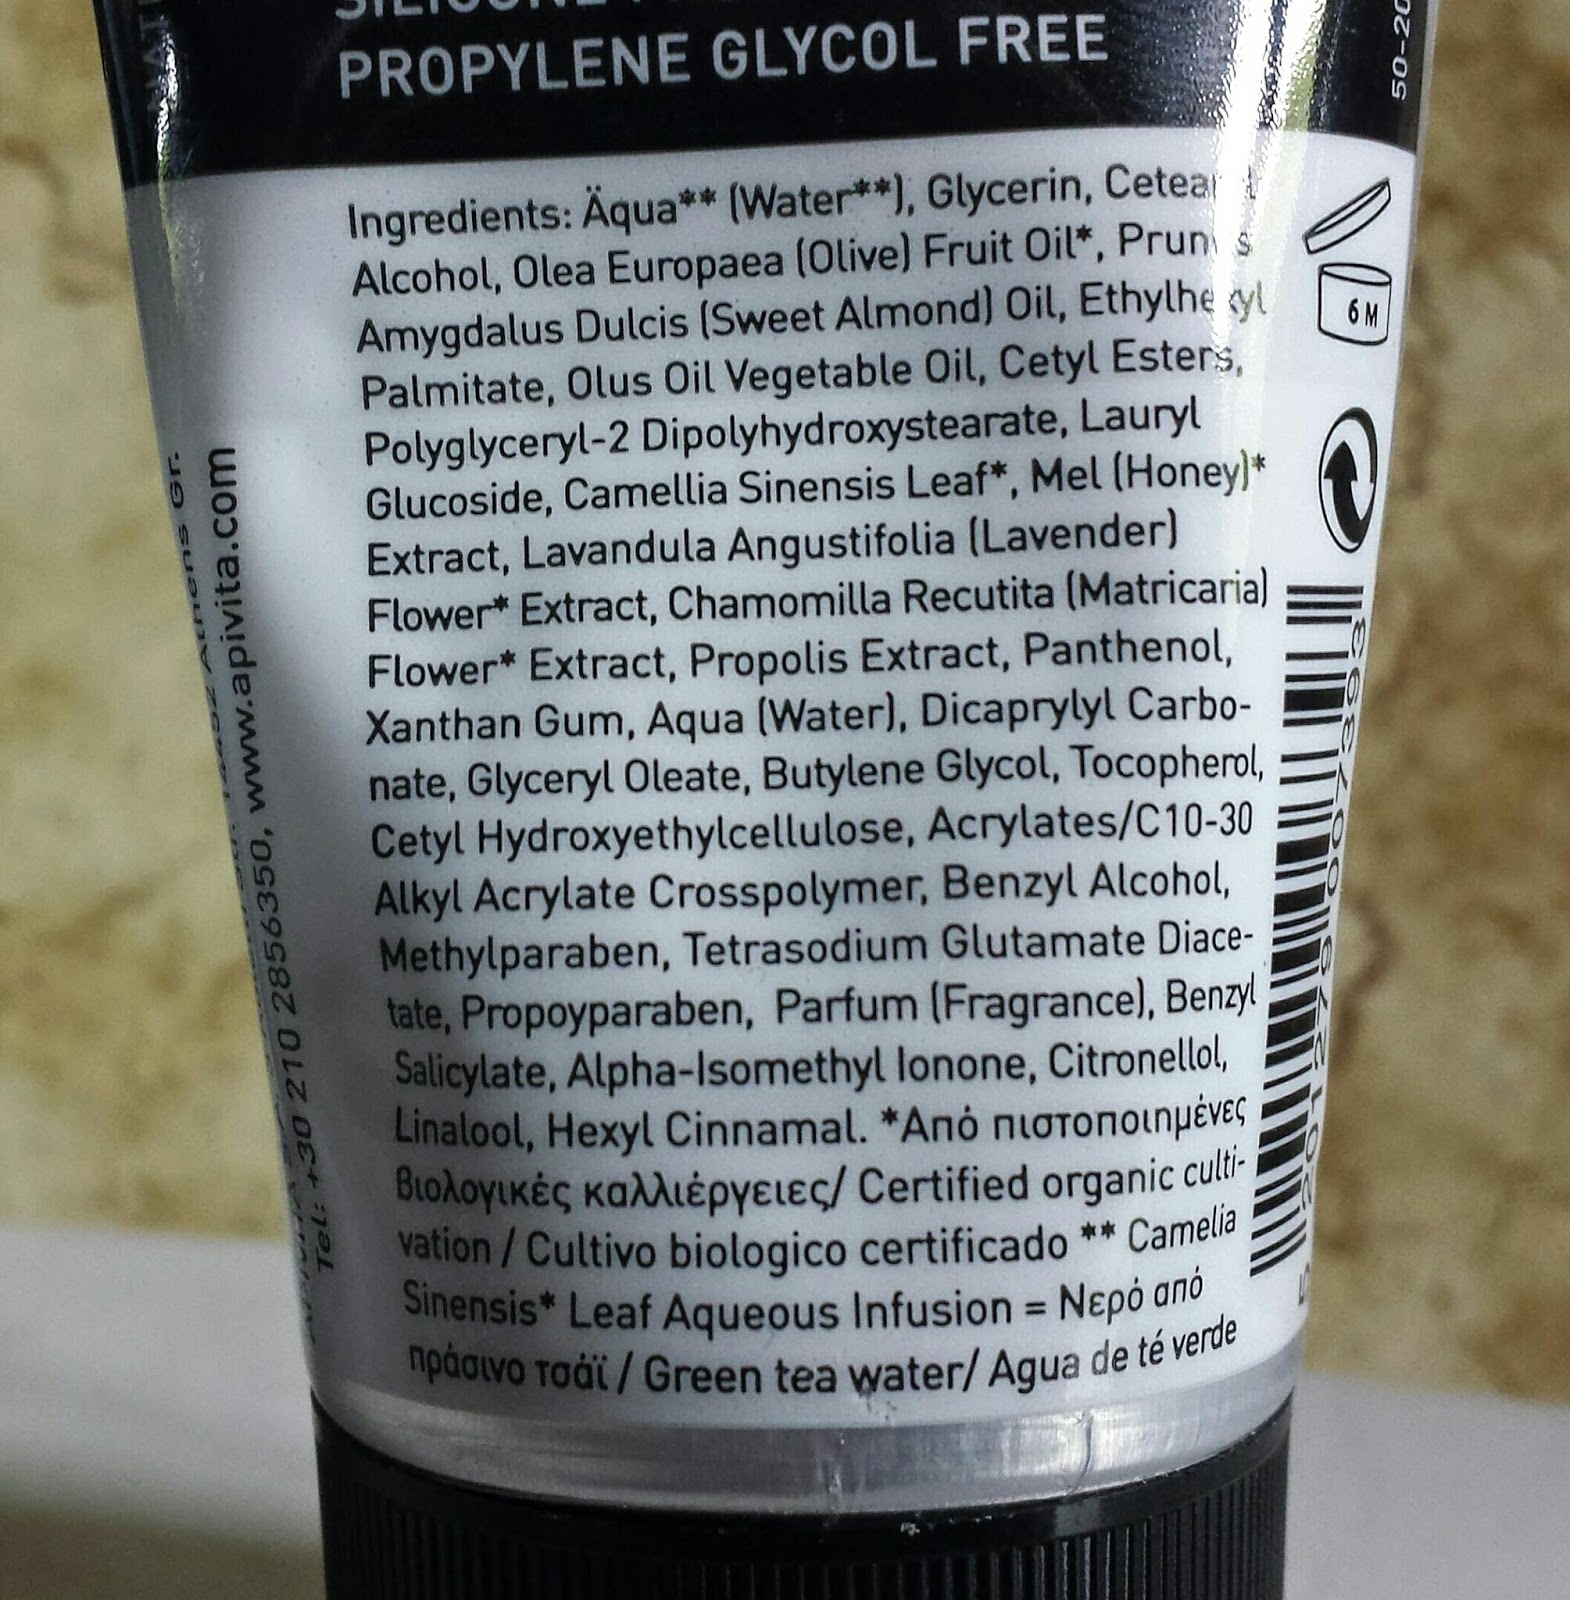 PROPYLENE GLYCOL FREE
Ingredients: Äqua** (Water**), Glycerin,
Alcohol, Olea Europaea (Olive) Fruit Oil*,
Amygdalus Dulcis (Sweet Almond) Oil, Ethylhexyl
Palmitate, Olus Oil Vegetable Oil, Cetyl Esters,
Polyglyceryl-2 Dipolyhydroxystearate, Lauryl
Glucoside, Camellia Sinensis Leaf*, Mel (Honey)*
Extract, Lavandula Angustifolia (Lavender)
Flower* Extract, Chamomilla Recutita (Matricaria)
Flower* Extract, Propolis Extract, Panthenol,
Xanthan Gum, Aqua (Water), Dicaprylyl Carbo-
nate, Glyceryl Oleate, Butylene Glycol, Tocopherol,
Cetyl Hydroxyethylcellulose, Acrylates/C10-30
Alkyl Acrylate Crosspolymer, Benzyl Alcohol,
Methylparaben, Tetrasodium Glutamate Diace-
tate, Propoyparaben, Parfum (Fragrance), Benzyl
Salicylate, Alpha-Isomethyl Ionone, Citronellol,
Linalool, Hexyl Cinnamal. *Από πιστοποιημένες
βιολογικές καλλιέργειες/ Certified organic culti-
vation / Cultivo biologico certificado ** Camelia
Sinensis* Leaf Aqueous Infusion = Νερό από
πράσινο τσάϊ / Green tea water/ Agua de té verde
6 M
5 201279 007393
Athens Gr.
www.apivita.com
Tel: +30 210 2856350,